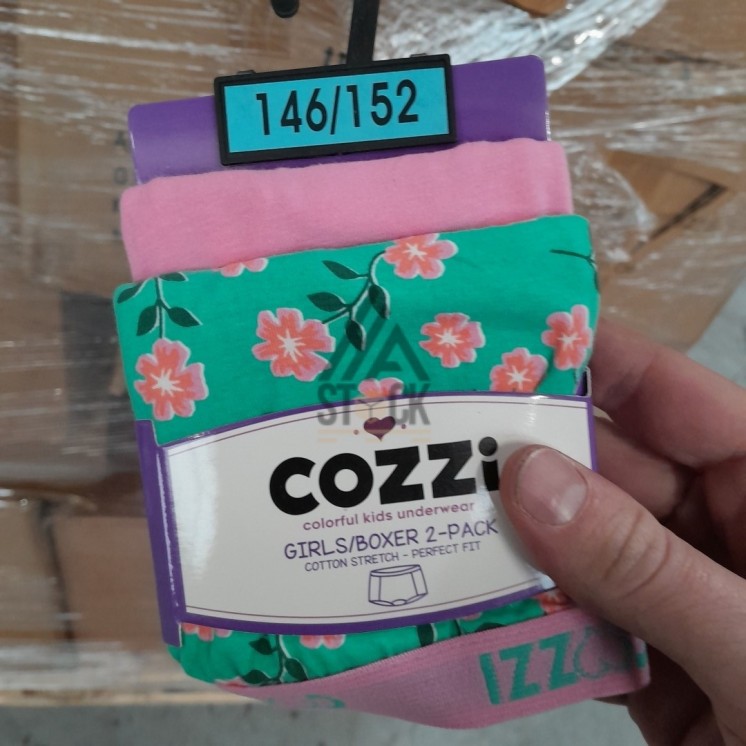 146/152
STOCK
COZZi
colorful kids underwear
GIRLS/BOXER 2-PACK
COTTON STRETCH - PERFECT FIT